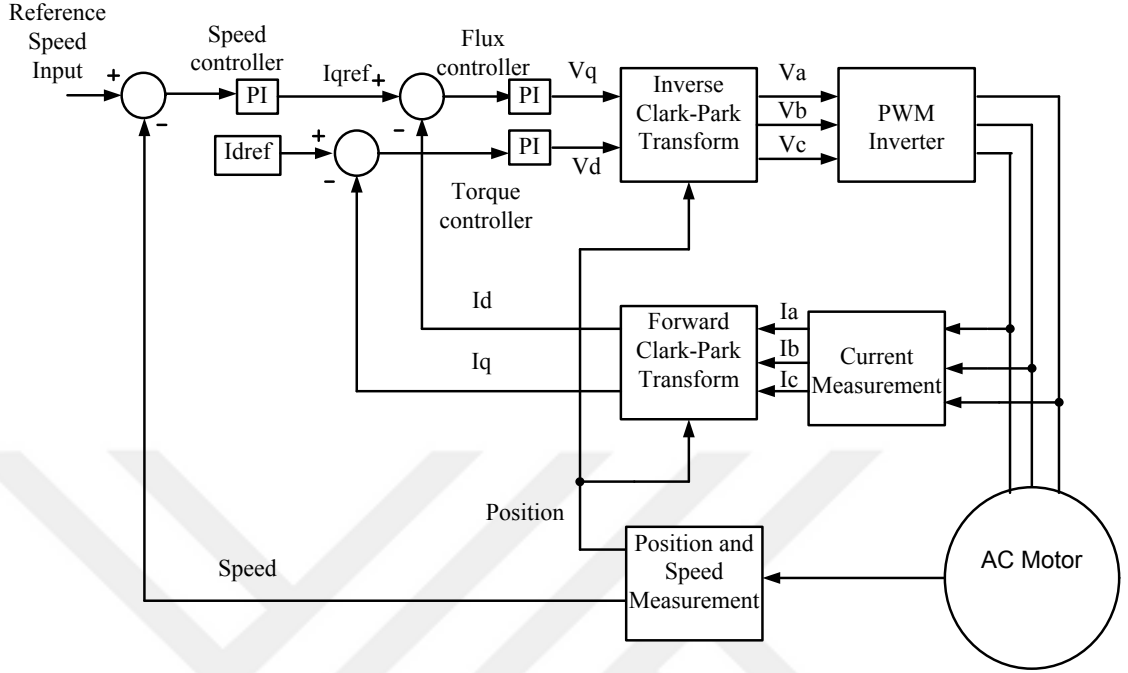 Reference
Speed
Input
+
−
Speed
controller
PI
Iqref
+
−
Flux
controller
PI
Vq
Inverse
Clark-Park
Transform
Va
Vb
Vc
PWM
Inverter
Idref
+
−
PI
Vd
Torque
controller
Id
Iq
Forward
Clark-Park
Transform
Ia
Ib
Ic
Current
Measurement
Position
Speed
Position and
Speed
Measurement
AC Motor